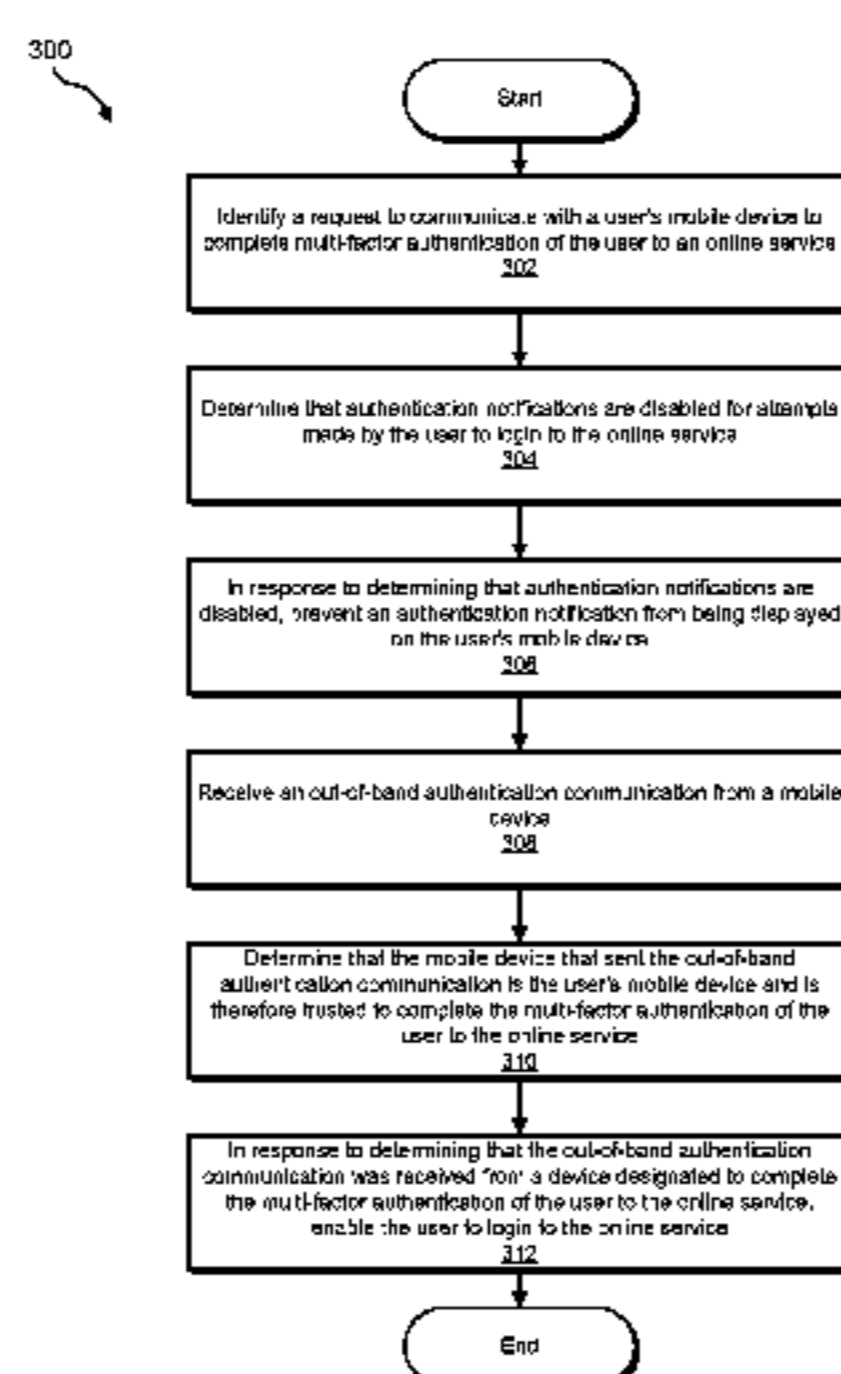 300
Start
Identify a request to communicate with a user's mobile device to
complete multi-factor authentication of the user to an online service
302
Determine that authentication notifications are disabled for attempts
made by the user to login to the online service
304
In response to determining that authentication notifications are
disabled, prevent an authentication notification from being displayed
on the user's mobile device
306
Receive an out-of-band authentication communication from a mobile
device
308
Determine that the mobile device that sent the out-of-band
authentication communication is the user's mobile device and is
therefore trusted to complete the multi-factor authentication of the
user to the online service
310
In response to determining that the out-of-band authentication
communication was received from a device designated to complete
the multi-factor authentication of the user to the online service,
enable the user to login to the online service
312
End